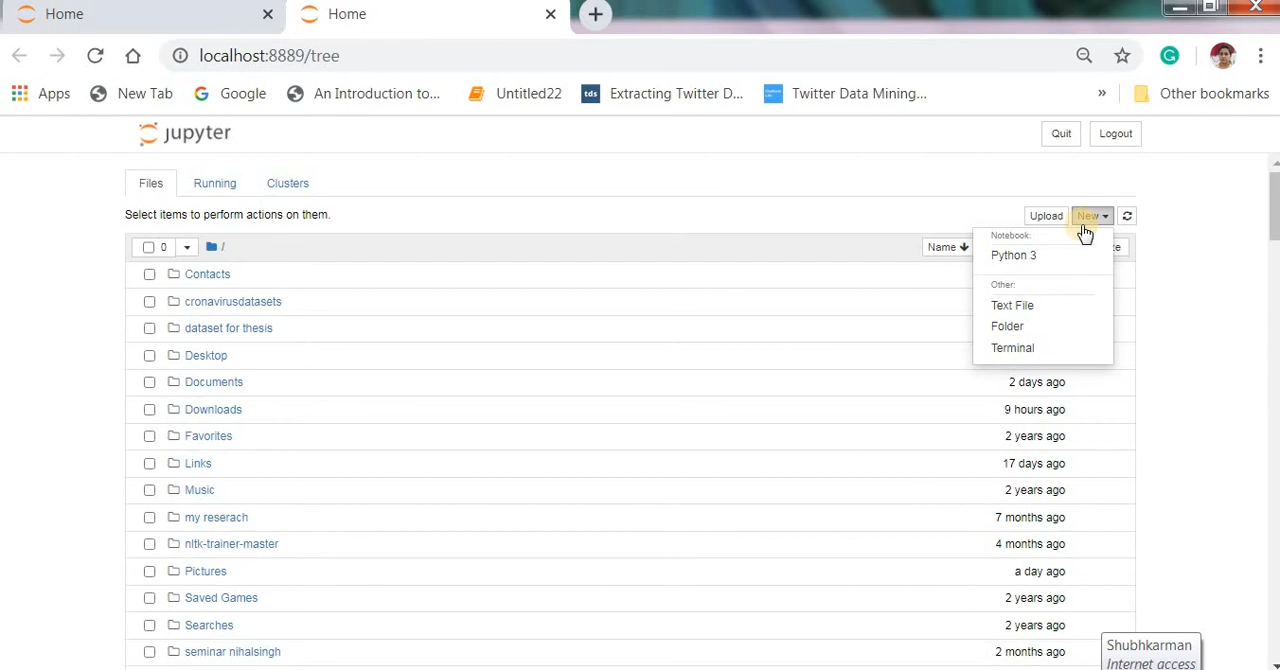 Home
Home
localhost:8889/tree
Apps New Tab Google An Introduction to... Untitled22 Extracting Twitter D... Twitter Data Mining... » Other bookmarks
jupyter Quit Logout
Files Running Clusters
Select items to perform actions on them. Upload New
0 / Name
Notebook:
Python 3
Other:
Text File
Folder
Terminal
Contacts
cronavirusdatasets
dataset for thesis
Desktop
Documents 2 days ago
Downloads 9 hours ago
Favorites 2 years ago
Links 17 days ago
Music 2 years ago
my reserach 7 months ago
nltk-trainer-master 4 months ago
Pictures a day ago
Saved Games 2 years ago
Searches 2 years ago
seminar nihalsingh 2 months ago
Shubhkarman
Internet access